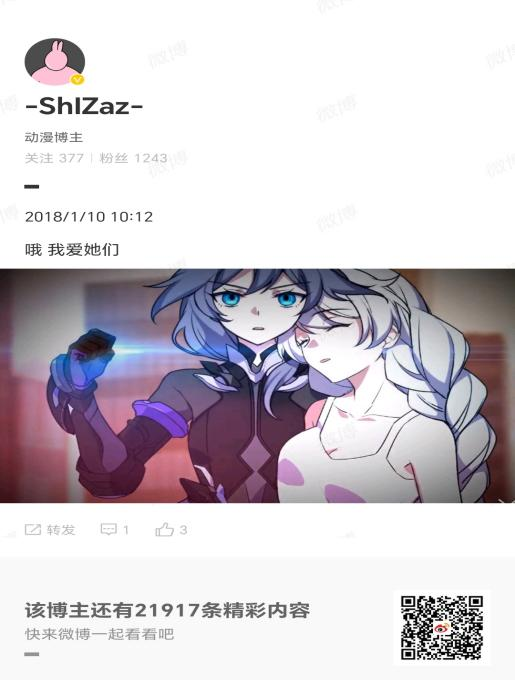 -ShIZaz-
动漫博主
关注 377 | 粉丝 1243
2018/1/10 10:12
哦 我爱她们
转发 1 3
该博主还有21917条精彩内容
快来微博一起看看吧
微博